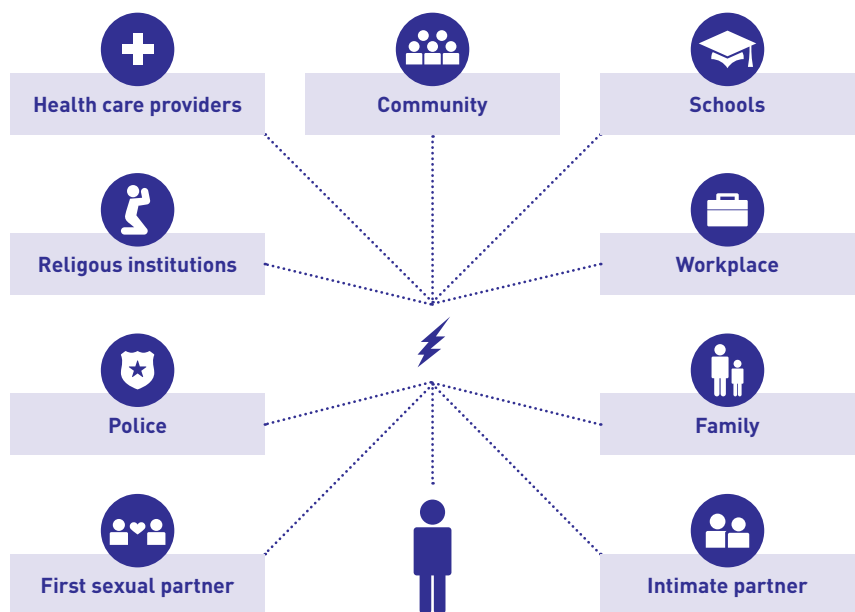 Health care providers
Community
Schools
Religous institutions
Workplace
Police
Family
First sexual partner
Intimate partner